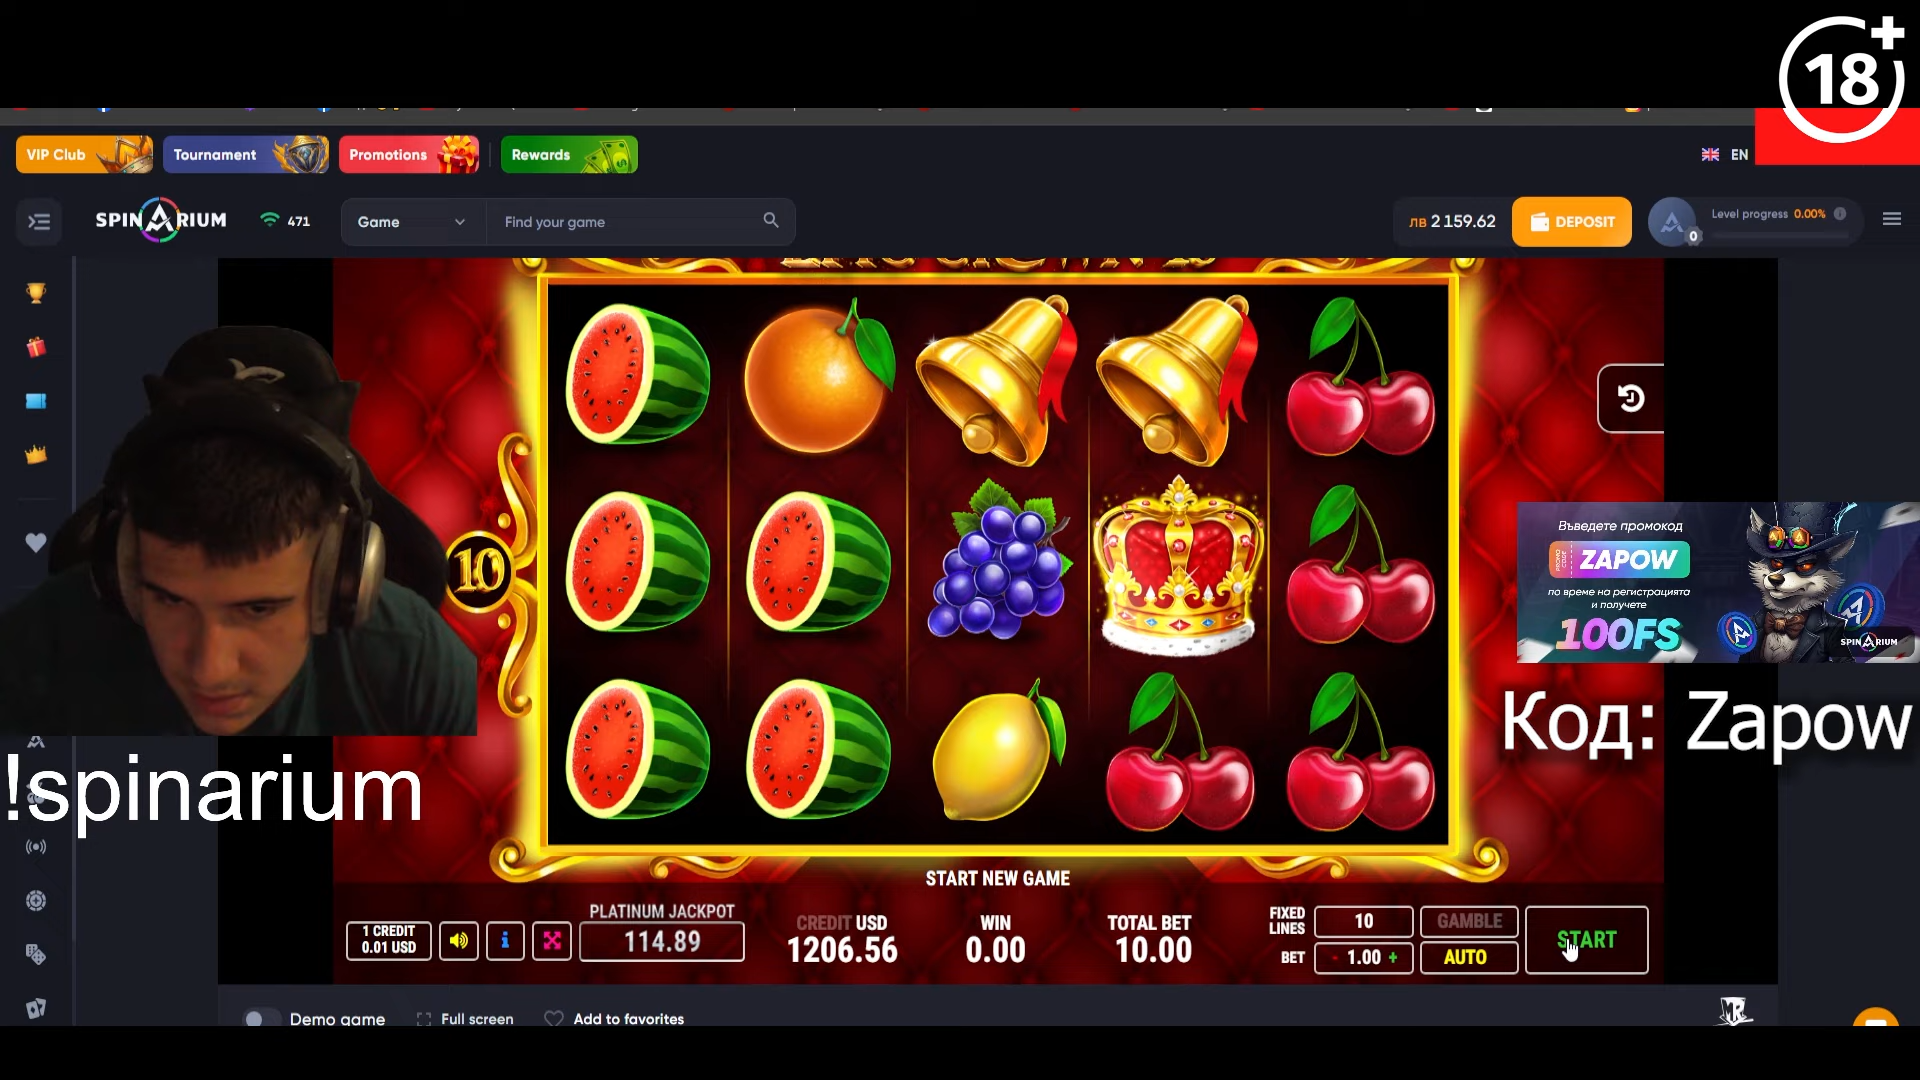 18+
VIP Club
Tournament
Promotions
Rewards
EN
SPINARIUM
471
Game
Find your game
лв 2 159.62
DEPOSIT
0
Level progress 0.00%
10
Въведете промокод
PROMO CODE
ZAPOW
по време на регистрацията
и получете
100FS
SPINARIUM
Код: Zapow
!spinarium
START NEW GAME
1 CREDIT
0.01 USD
PLATINUM JACKPOT
114.89
CREDIT USD
1206.56
WIN
0.00
TOTAL BET
10.00
FIXED
LINES
10
BET
- 1.00 +
GAMBLE
AUTO
START
Demo game
Full screen
Add to favorites